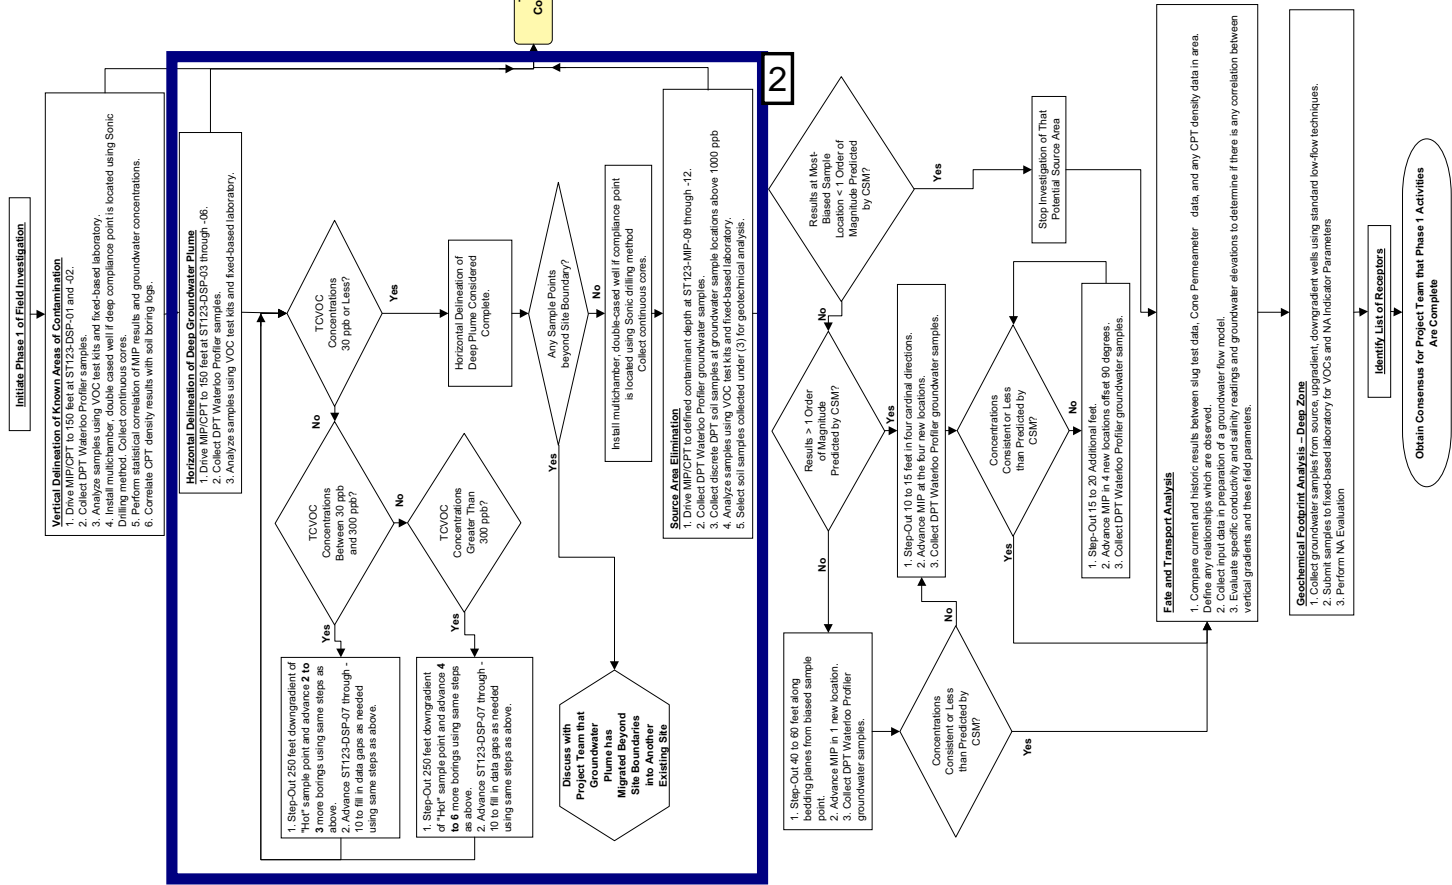 Initiate Phase 1 of Field Investigation
Vertical Delineation of Known Areas of Contamination
1. Drive MIP/CPT to 150 feet at ST123-DSP-01 and -02.
2. Collect DPT Waterloo Profiler samples.
3. Analyze samples using VOC test kits and fixed-based laboratory.
4. Install multichamber, double cased well if deep compliance point is located using Sonic
Drilling method. Collect continuous cores.
5. Perform statistical correlation of MIP results and groundwater concentrations.
6. Correlate CPT density results with soil boring logs.
Co
2
Horizontal Delineation of Deep Groundwater Plume
1. Drive MIP/CPT to 150 feet at ST123-DSP-03 through -06.
2. Collect DPT Waterloo Profiler samples.
3. Analyze samples using VOC test kits and fixed-based laboratory.
TCVOC
Concentrations
30 ppb or Less?
Yes
No
Horizontal Delineation of
Deep Plume Considered
Complete.
TCVOC
Concentrations
Between 30 ppb
and 300 ppb?
Yes
No
TCVOC
Concentrations
Greater Than
300 ppb?
Yes
1. Step-Out 250 feet downgradient of
"Hot" sample point and advance 2 to
3 more borings using same steps as
above.
2. Advance ST123-DSP-07 through -
10 to fill in data gaps as needed
using same steps as above.
1. Step-Out 250 feet downgradient
of "Hot" sample point and advance 4
to 6 more borings using same steps
as above.
2. Advance ST123-DSP-07 through -
10 to fill in data gaps as needed
using same steps as above.
Any Sample Points
beyond Site Boundary?
Yes
No
Discuss with
Project Team that
Groundwater
Plume has
Migrated Beyond
Site Boundaries
into Another
Existing Site
Install multichamber, double-cased well if compliance point
is located using Sonic drilling method
Collect continuous cores.
Source Area Elimination
1. Drive MIP/CPT to defined contaminant depth at ST123-MIP-09 through -12.
2. Collect DPT Waterloo Profiler groundwater samples.
3. Collect discrete DPT soil samples at groundwater sample locations above 1000 ppb
4. Analyze samples using VOC test kits and fixed-based laboratory.
5. Select soil samples collected under (3) for geotechnical analysis.
Results at Most-
Biased Sample
Location < 1 Order of
Magnitude Predicted
by CSM?
Yes
No
Stop Investigation of That
Potential Source Area
Results > 1 Order
of Magnitude
Predicted by CSM?
Yes
No
1. Step-Out 10 to 15 feet in four cardinal directions.
2. Advance MIP at the four new locations.
3. Collect DPT Waterloo Profiler groundwater samples.
Concentrations
Consistent or Less
than Predicted by
CSM?
Yes
No
1. Step-Out 15 to 20 Additional feet.
2. Advance MIP in 4 new locations offset 90 degrees.
3. Collect DPT Waterloo Profiler groundwater samples.
1. Step-Out 40 to 60 feet along
bedding planes from biased sample
point.
2. Advance MIP in 1 new location.
3. Collect DPT Waterloo Profiler
groundwater samples.
Concentrations
Consistent or Less
than Predicted by
CSM?
No
Yes
Fate and Transport Analysis
1. Compare current and historic results between slug test data, Cone Permeameter data, and any CPT density data in area.
Define any relationships which are observed.
2. Collect input data in preparation of a groundwater flow model.
3. Evaluate specific conductivity and salinity readings and groundwater elevations to determine if there is any correlation between
vertical gradients and these field parameters.
Geochemical Footprint Analysis – Deep Zone
1. Collect groundwater samples from source, upgradient, downgradient wells using standard low-flow techniques.
2. Submit samples to fixed-based laboratory for VOCs and NA Indicator Parameters
3. Perform NA Evaluation
Identify List of Receptors
Obtain Consensus for Project Team that Phase 1 Activities
Are Complete